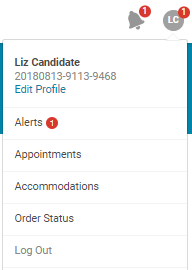 1
LC 1
Liz Candidate
20180813-9113-9468
Edit Profile
Alerts 1
Appointments
Accommodations
Order Status
Log Out